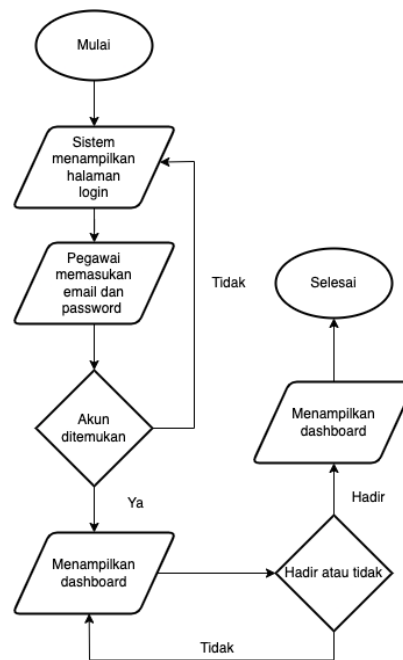 Mulai
Sistem
menampilkan
halaman
login
Pegawai
memasukan
email dan
password
Tidak
Akun
ditemukan
Ya
Menampilkan
dashboard
Hadir atau tidak
Tidak
Hadir
Menampilkan
dashboard
Selesai